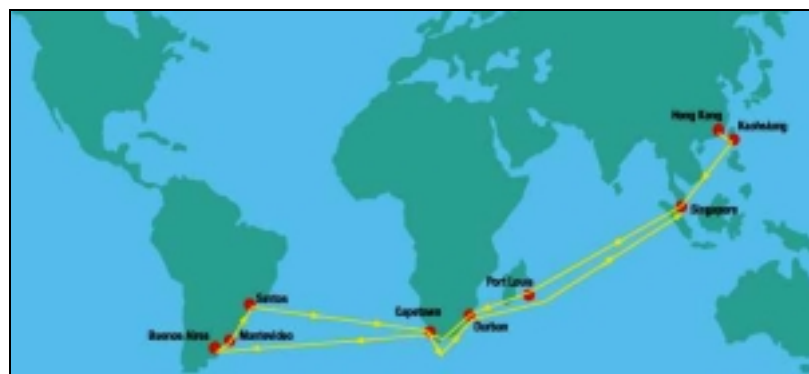 Hong Kong
Kaohsiung
Singapore
Port Louis
Santos
Capetown
Durban
Buenos Aires
Montevideo